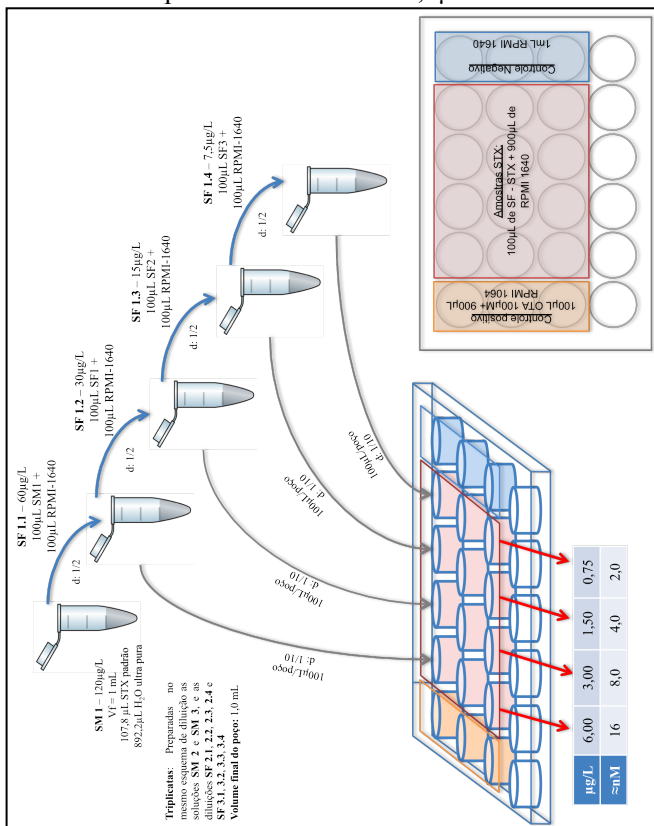 SM 1 – 120µg/L
Vf = 1 mL
107,8 µL STX padrão
892,2µL H₂O ultra pura
d: 1/2
SF 1.1 – 60µg/L
100µL SM1 +
100µL RPMI-1640
d: 1/2
SF 1.2 – 30µg/L
100µL SF1 +
100µL RPMI-1640
d: 1/2
SF 1.3 – 15µg/L
100µL SF2 +
100µL RPMI-1640
d: 1/2
SF 1.4 – 7,5µg/L
100µL SF3 +
100µL RPMI-1640
Triplicatas: Preparadas no
mesmo esquema de diluição as
soluções SM 2 e SM 3, e as
diluições SF 2.1, 2.2, 2.3, 2.4 e
SF 3.1, 3.2, 3.3, 3.4
Volume final do poço: 1,0 mL
100µL/poço
d: 1/10
100µL/poço
d: 1/10
100µL/poço
d: 1/10
100µL/poço
d: 1/10
µg/L 6,00 3,00 1,50 0,75
≈nM 16 8,0 4,0 2,0
Controle positivo
100µL OTA 100µM+ 900µL
RPMI 1064
Amostras STX:
100µL de SF - STX + 900µL de
RPMI 1640
Controle Negativo
1mL RPMI 1640